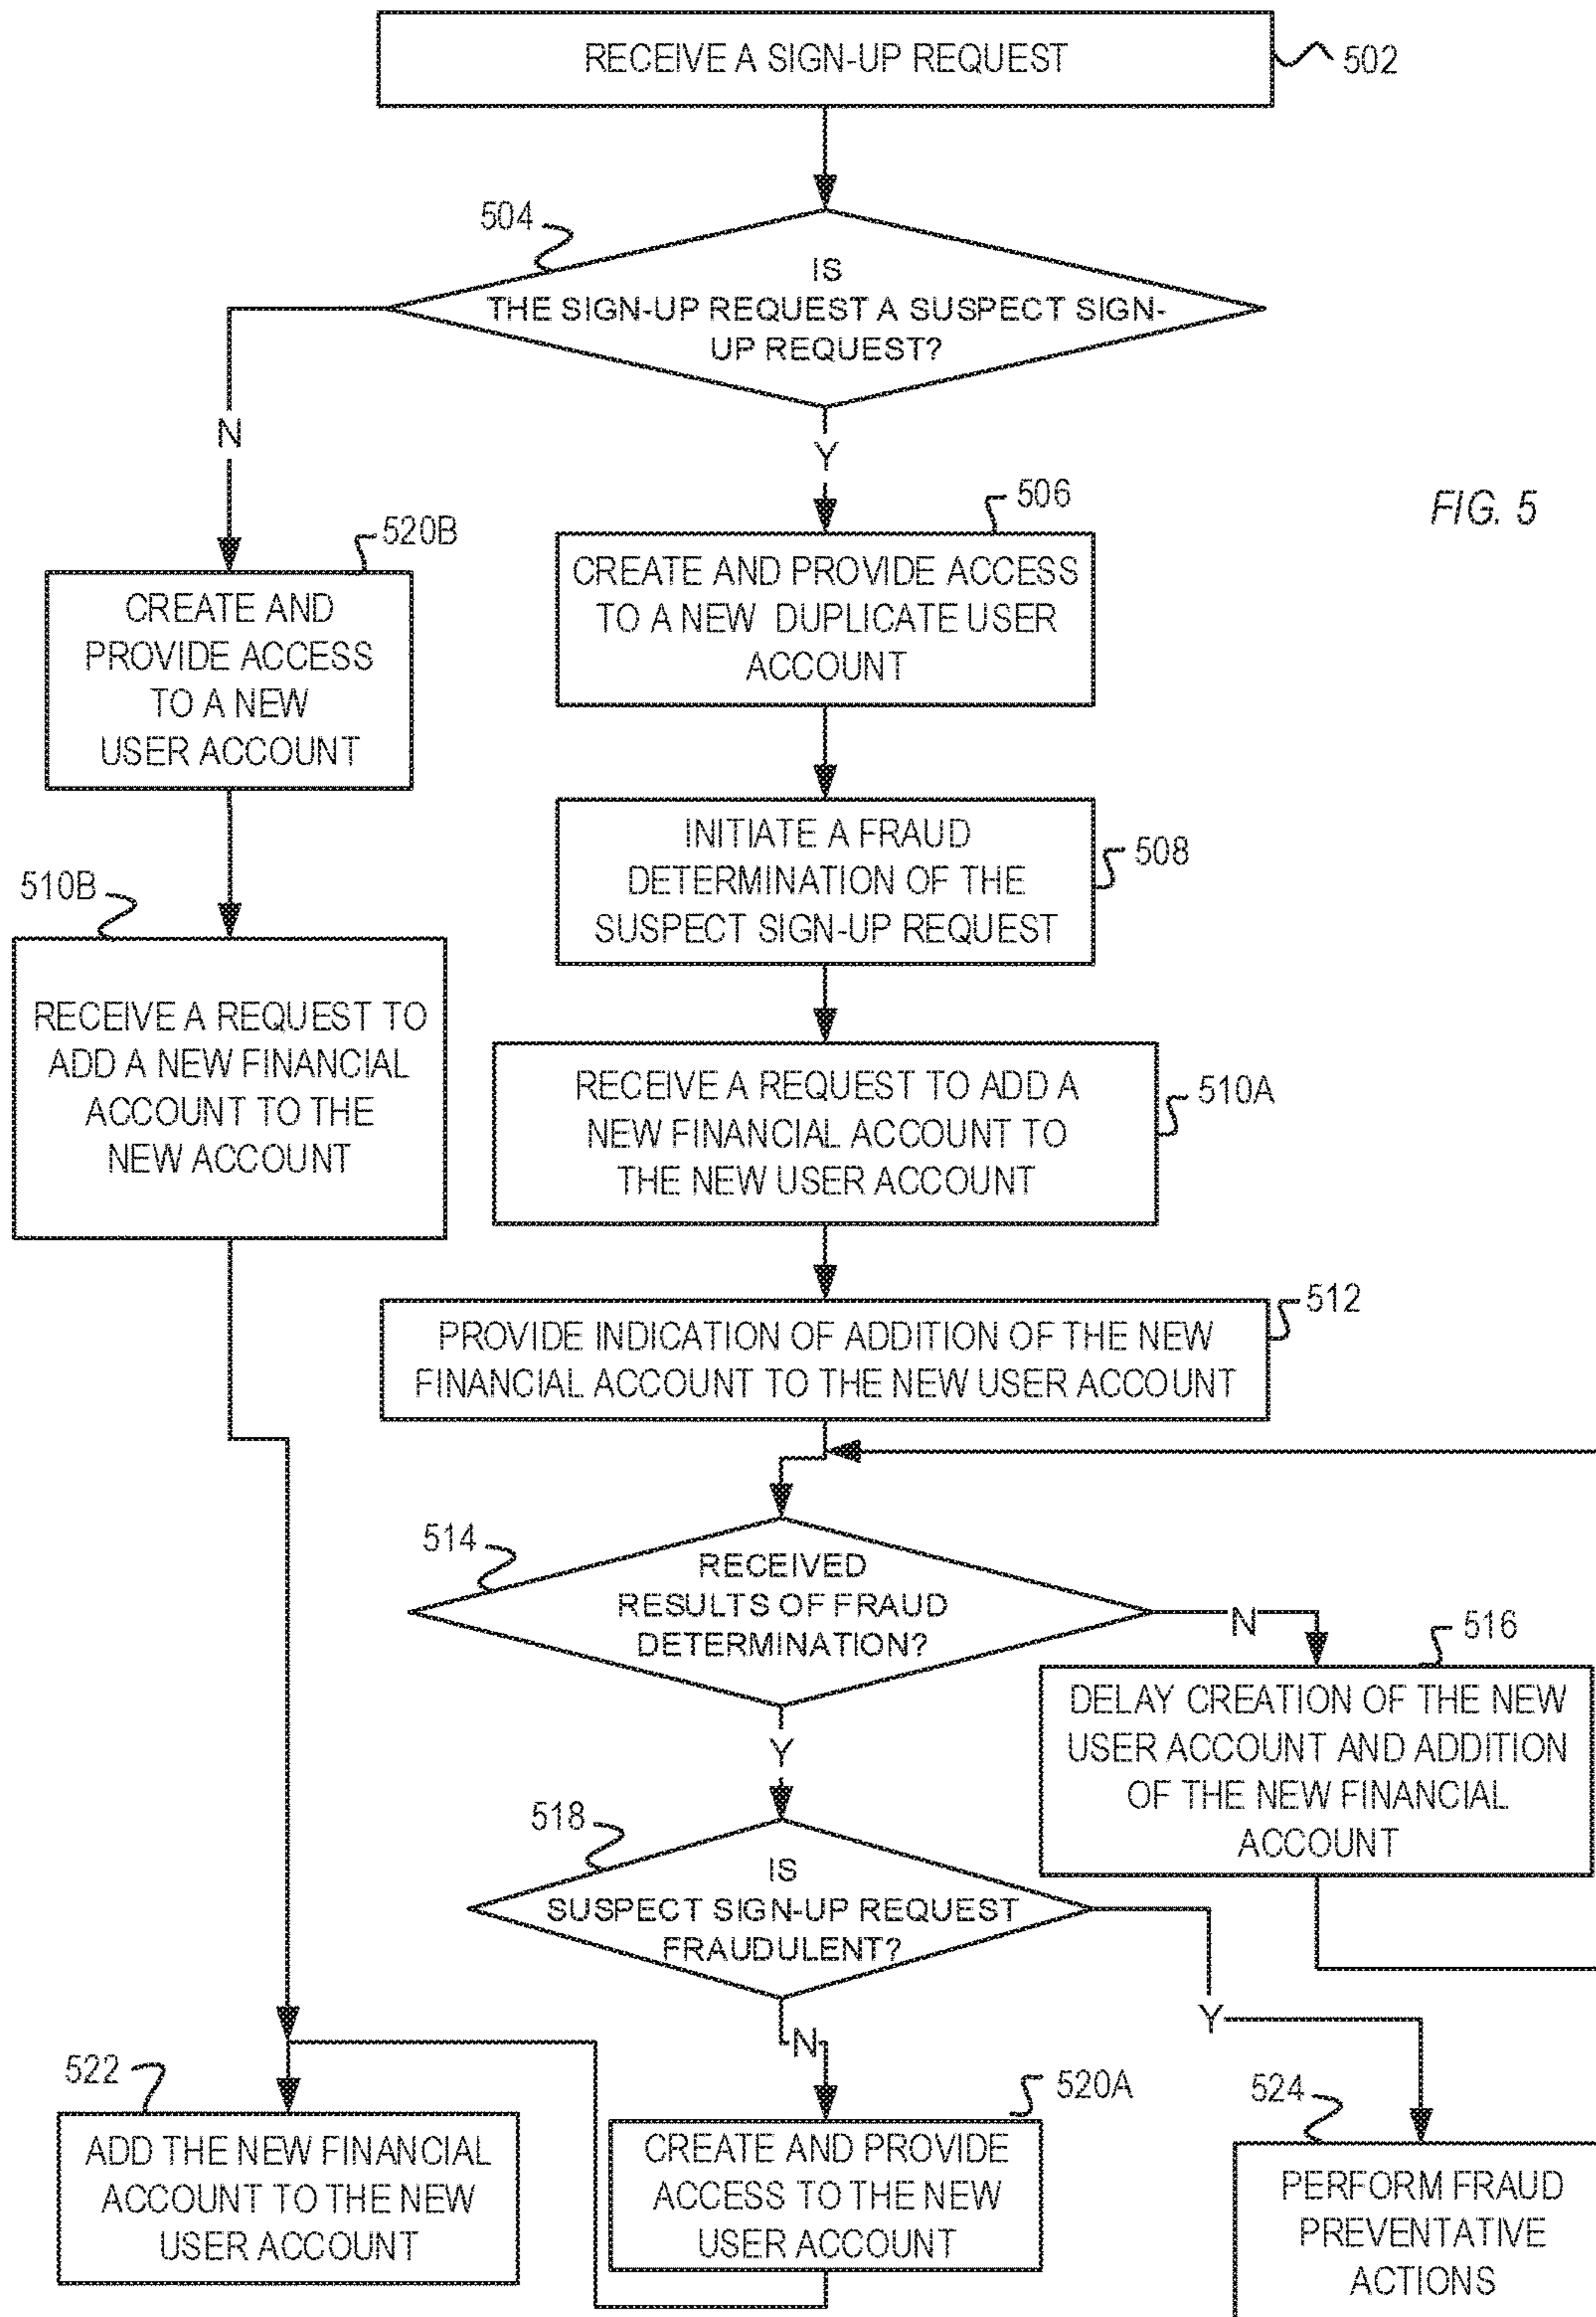 RECEIVE A SIGN-UP REQUEST
502
504
IS
THE SIGN-UP REQUEST A SUSPECT SIGN-
UP REQUEST?
N
Y
FIG. 5
520B
CREATE AND
PROVIDE ACCESS
TO A NEW
USER ACCOUNT
506
CREATE AND PROVIDE ACCESS
TO A NEW DUPLICATE USER
ACCOUNT
INITIATE A FRAUD
DETERMINATION OF THE
SUSPECT SIGN-UP REQUEST
508
510B
RECEIVE A REQUEST TO
ADD A NEW FINANCIAL
ACCOUNT TO THE
NEW ACCOUNT
RECEIVE A REQUEST TO ADD A
NEW FINANCIAL ACCOUNT TO
THE NEW USER ACCOUNT
510A
PROVIDE INDICATION OF ADDITION OF THE NEW
FINANCIAL ACCOUNT TO THE NEW USER ACCOUNT
512
514
RECEIVED
RESULTS OF FRAUD
DETERMINATION?
N
Y
516
DELAY CREATION OF THE NEW
USER ACCOUNT AND ADDITION
OF THE NEW FINANCIAL
ACCOUNT
518
IS
SUSPECT SIGN-UP REQUEST
FRAUDULENT?
N
Y
522
ADD THE NEW FINANCIAL
ACCOUNT TO THE NEW
USER ACCOUNT
520A
CREATE AND PROVIDE
ACCESS TO THE NEW
USER ACCOUNT
524
PERFORM FRAUD
PREVENTATIVE
ACTIONS